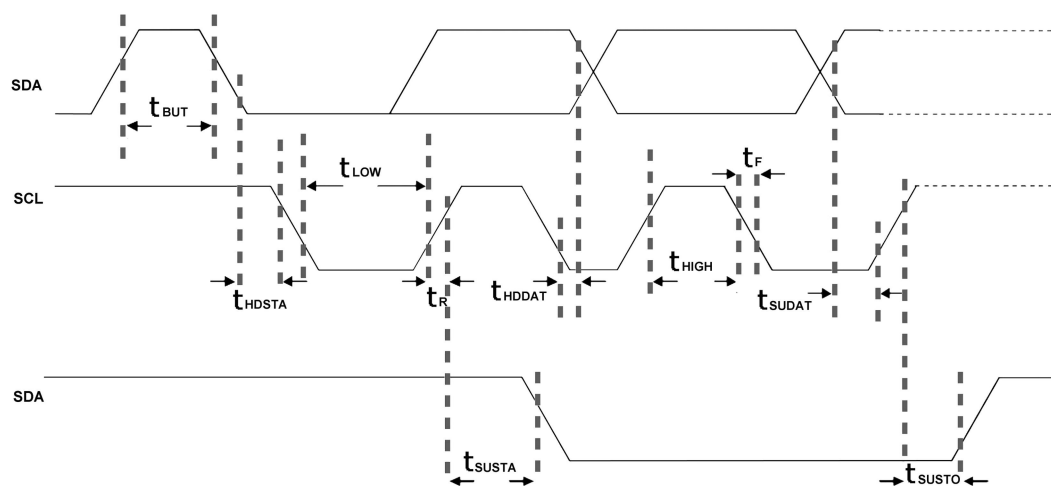 SDA
tBUT
tLOW
tF
SCL
tHDSTA
tR
tHDDAT
tHIGH
tSUDAT
SDA
tSUSTA
tSUSTO